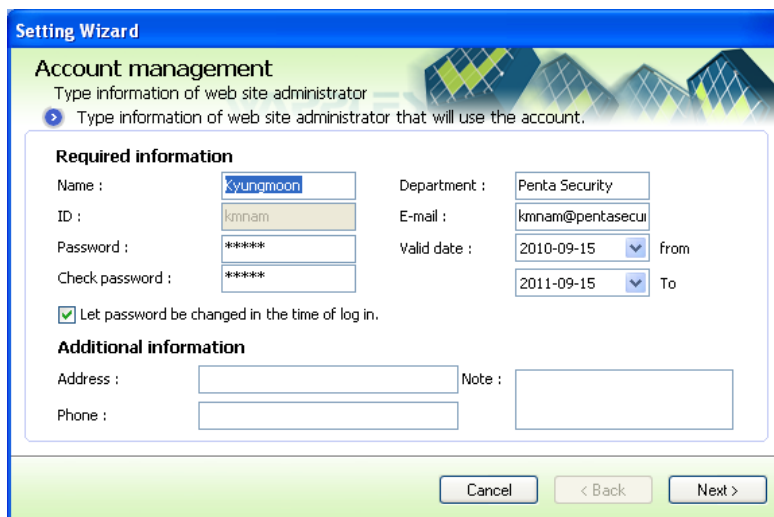 Setting Wizard
Account management
Type information of web site administrator
Type information of web site administrator that will use the account.
Required information
Name : Kyungmoon Department : Penta Security
ID : kmnam E-mail : kmnam@pentasecui
Password : ***** Valid date : 2010-09-15 from
Check password : ***** 2011-09-15 To
Let password be changed in the time of log in.
Additional information
Address : Note :
Phone :
Cancel < Back Next >